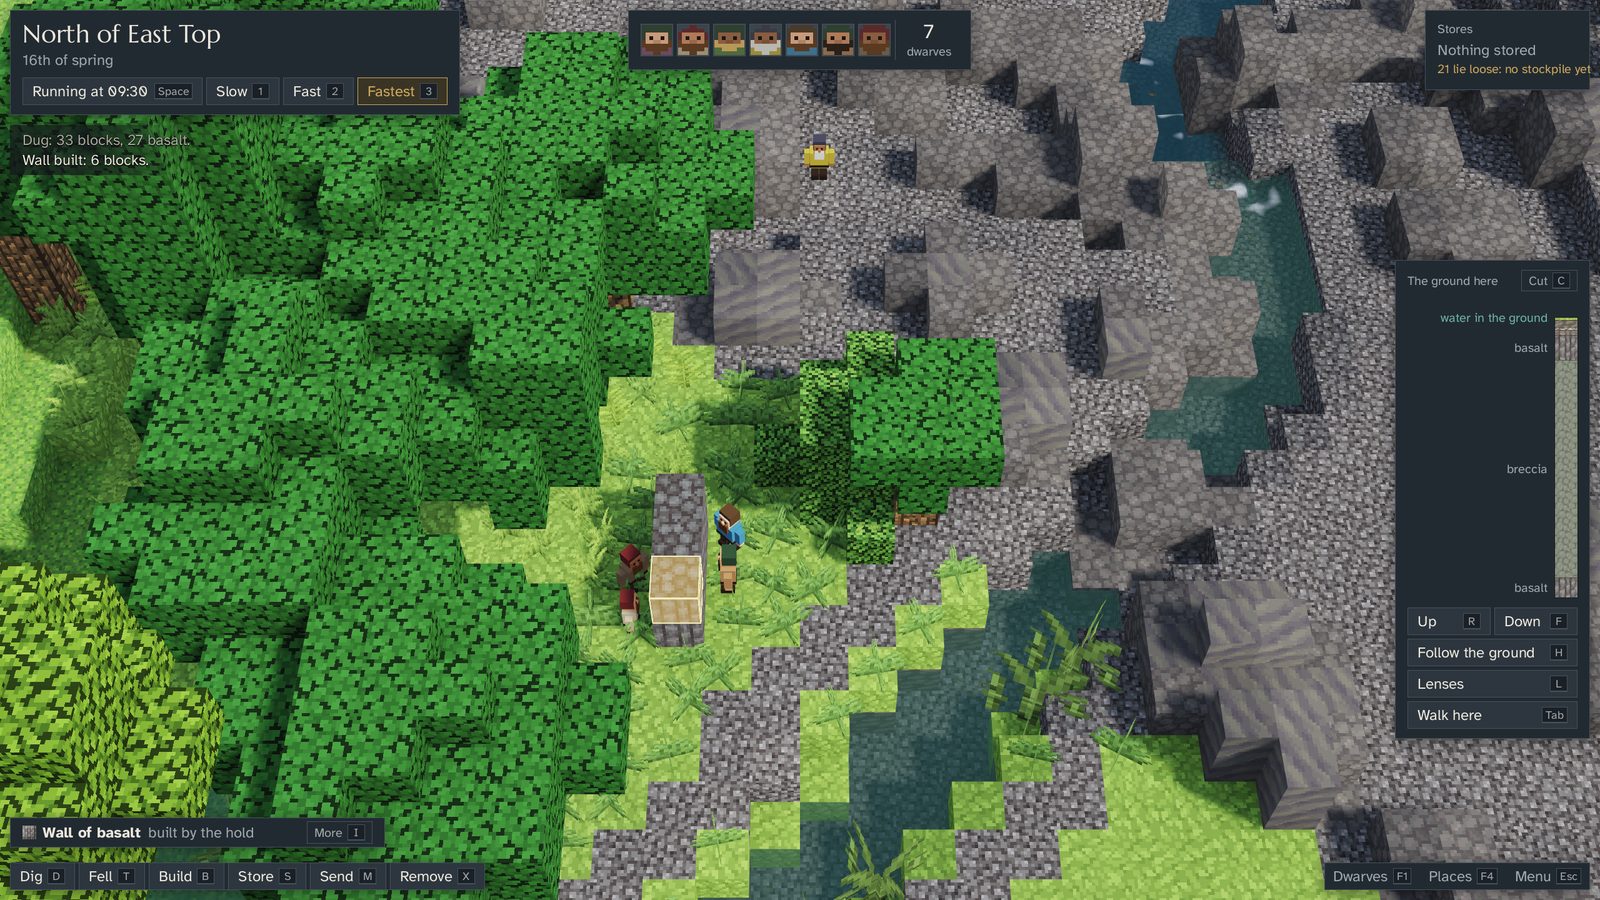 North of East Top
16th of spring
Running at 09:30 Space
Slow 1
Fast 2
Fastest 3
Dug: 33 blocks, 27 basalt.
Wall built: 6 blocks.
7
dwarves
Stores
Nothing stored
21 lie loose: no stockpile yet
The ground here
Cut C
water in the ground
basalt
breccia
basalt
Up R
Down F
Follow the ground H
Lenses L
Walk here Tab
Wall of basalt built by the hold
More I
Dig D
Fell T
Build B
Store S
Send M
Remove X
Dwarves F1
Places F4
Menu Esc